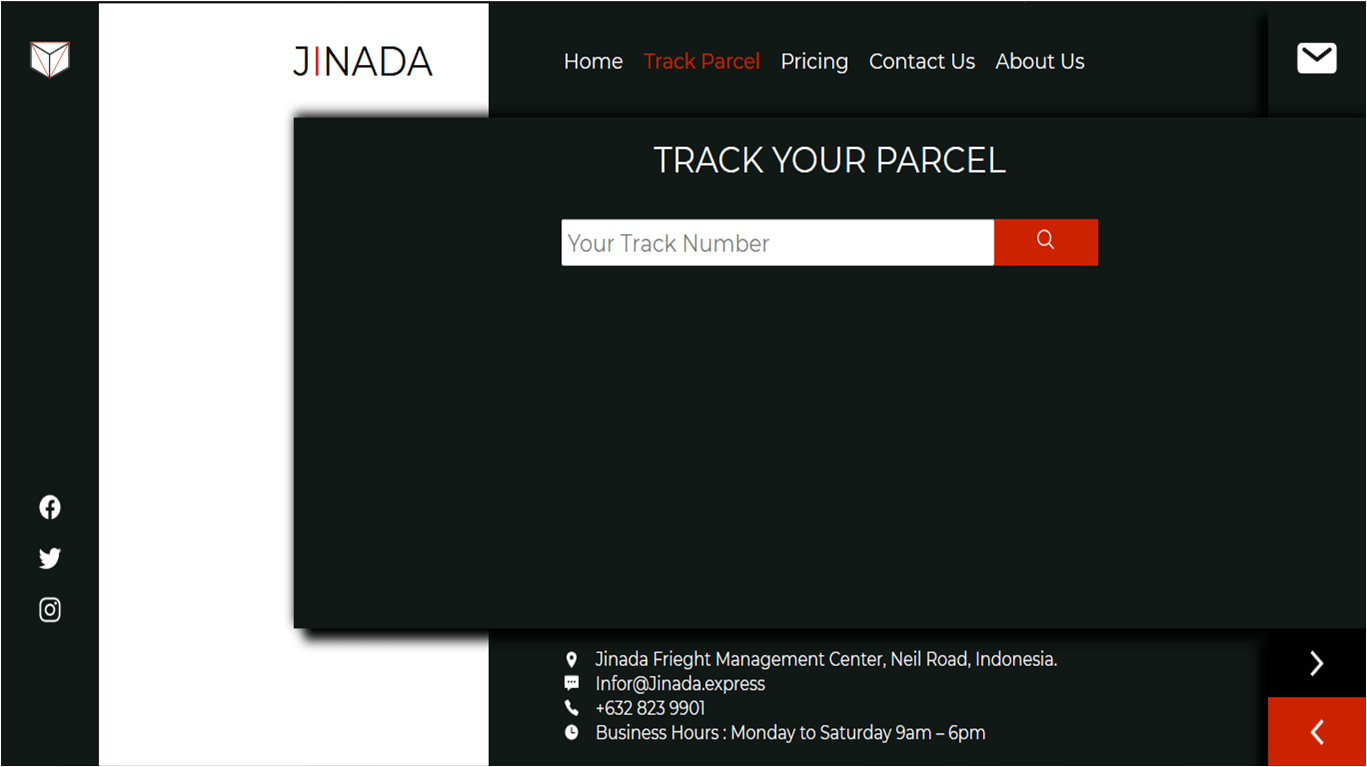 JINADA
Home Track Parcel Pricing Contact Us About Us
TRACK YOUR PARCEL
Your Track Number
Jinada Frieght Management Center, Neil Road, Indonesia.
Infor@Jinada.express
+632 823 9901
Business Hours : Monday to Saturday 9am – 6pm